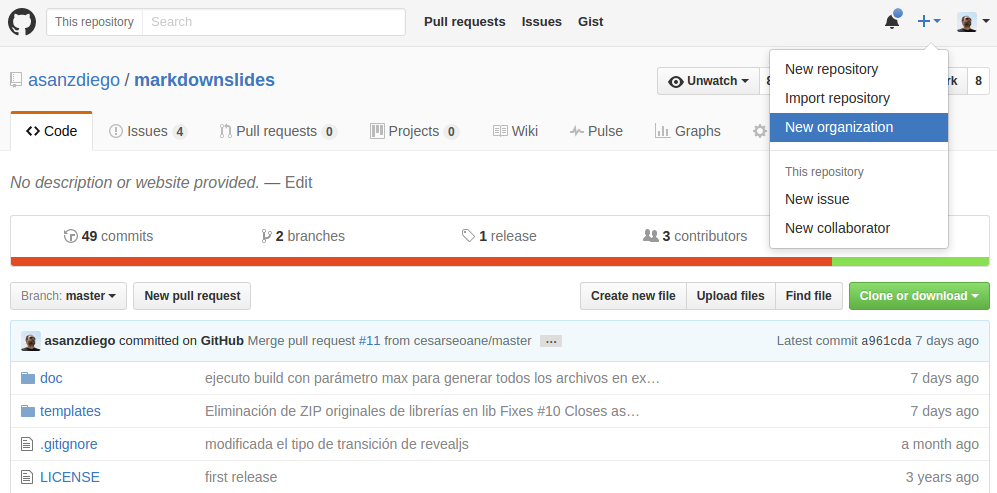 This repository Search Pull requests Issues Gist
asanzdiego / markdownslides Unwatch 8 rk 8
New repository
Import repository
New organization
This repository
New issue
New collaborator
Code Issues 4 Pull requests 0 Projects 0 Wiki Pulse Graphs
No description or website provided. — Edit
49 commits 2 branches 1 release 3 contributors
Branch: master New pull request Create new file Upload files Find file Clone or download
asanzdiego committed on GitHub Merge pull request #11 from cesarseoane/master ... Latest commit a961cda 7 days ago
doc ejecuto build con parámetro max para generar todos los archivos en ex… 7 days ago
templates Eliminación de ZIP originales de librerías en lib Fixes #10 Closes as… 7 days ago
.gitignore modificada el tipo de transición de revealjs a month ago
LICENSE first release 3 years ago